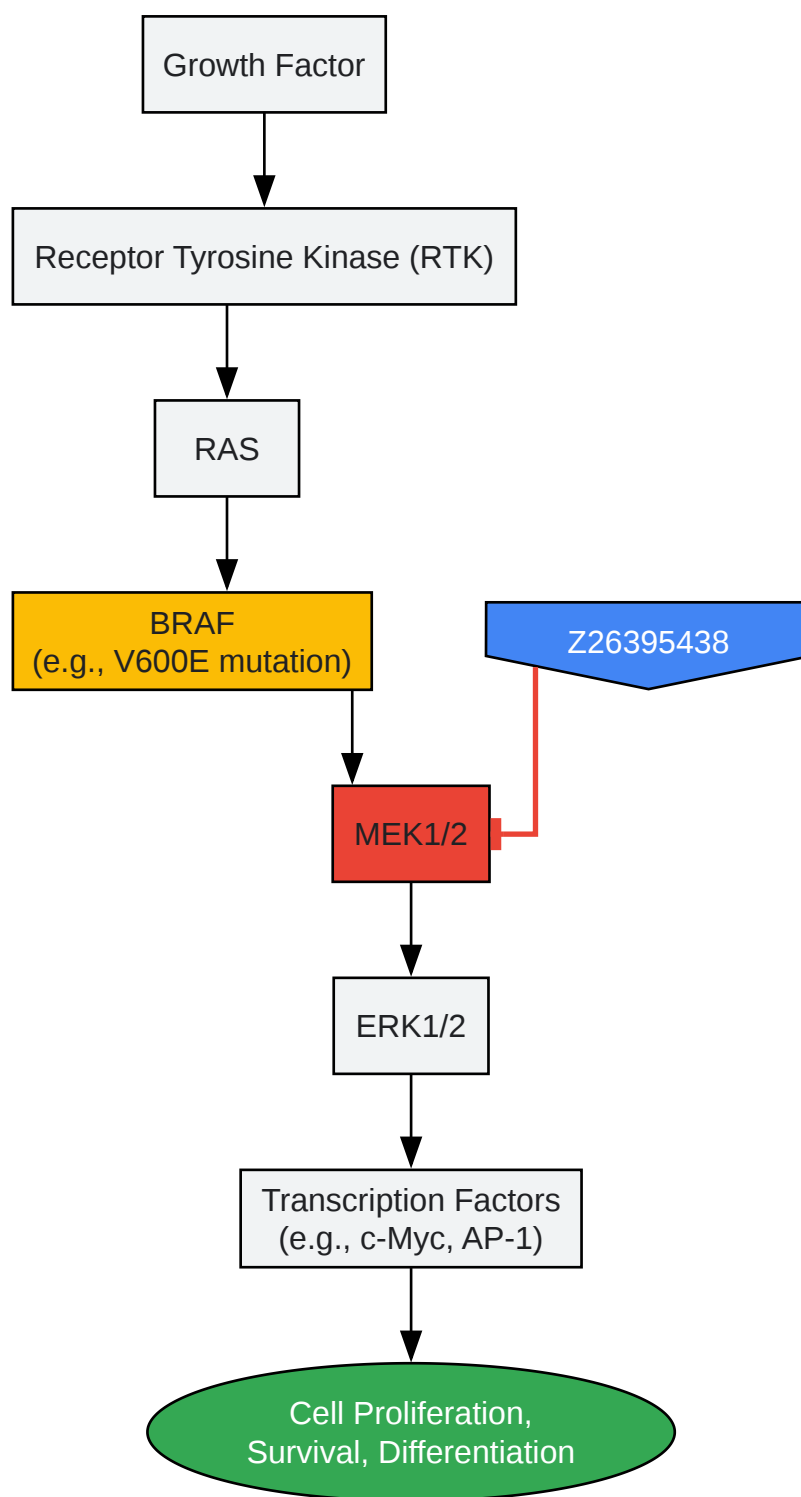 Growth Factor
Receptor Tyrosine Kinase (RTK)
RAS
BRAF
(e.g., V600E mutation)
Z26395438
MEK1/2
ERK1/2
Transcription Factors
(e.g., c-Myc, AP-1)
Cell Proliferation,
Survival, Differentiation